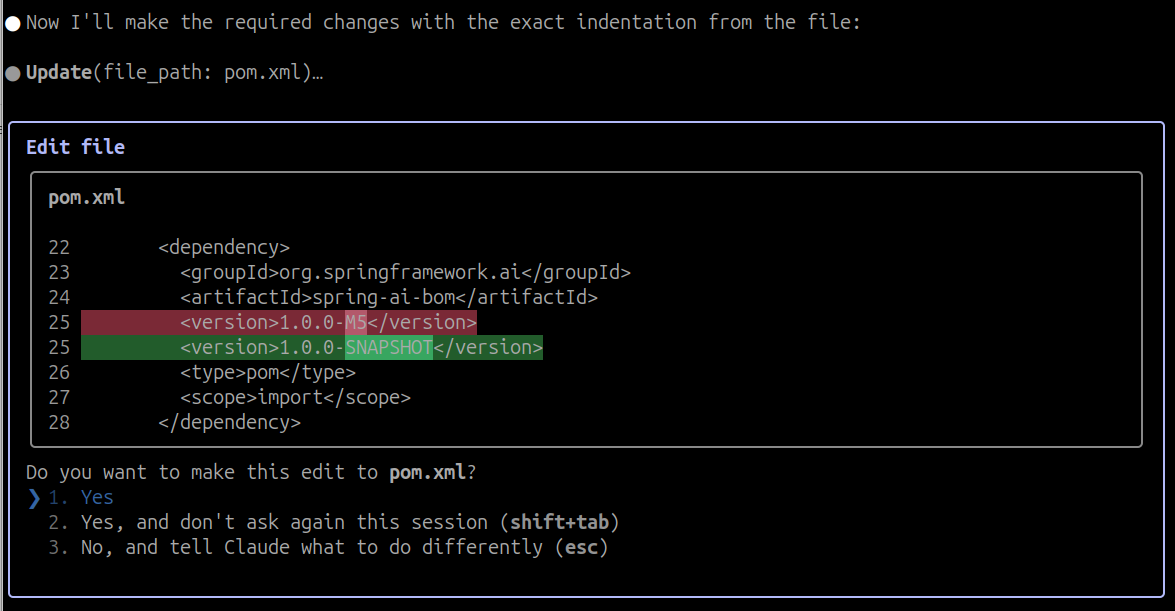 ● Now I'll make the required changes with the exact indentation from the file:
● Update(file_path: pom.xml)…
Edit file
pom.xml
22        <dependency>
23          <groupId>org.springframework.ai</groupId>
24          <artifactId>spring-ai-bom</artifactId>
25          <version>1.0.0-M5</version>
25          <version>1.0.0-SNAPSHOT</version>
26          <type>pom</type>
27          <scope>import</scope>
28        </dependency>
Do you want to make this edit to pom.xml?
❯ 1. Yes
2. Yes, and don't ask again this session (shift+tab)
3. No, and tell Claude what to do differently (esc)